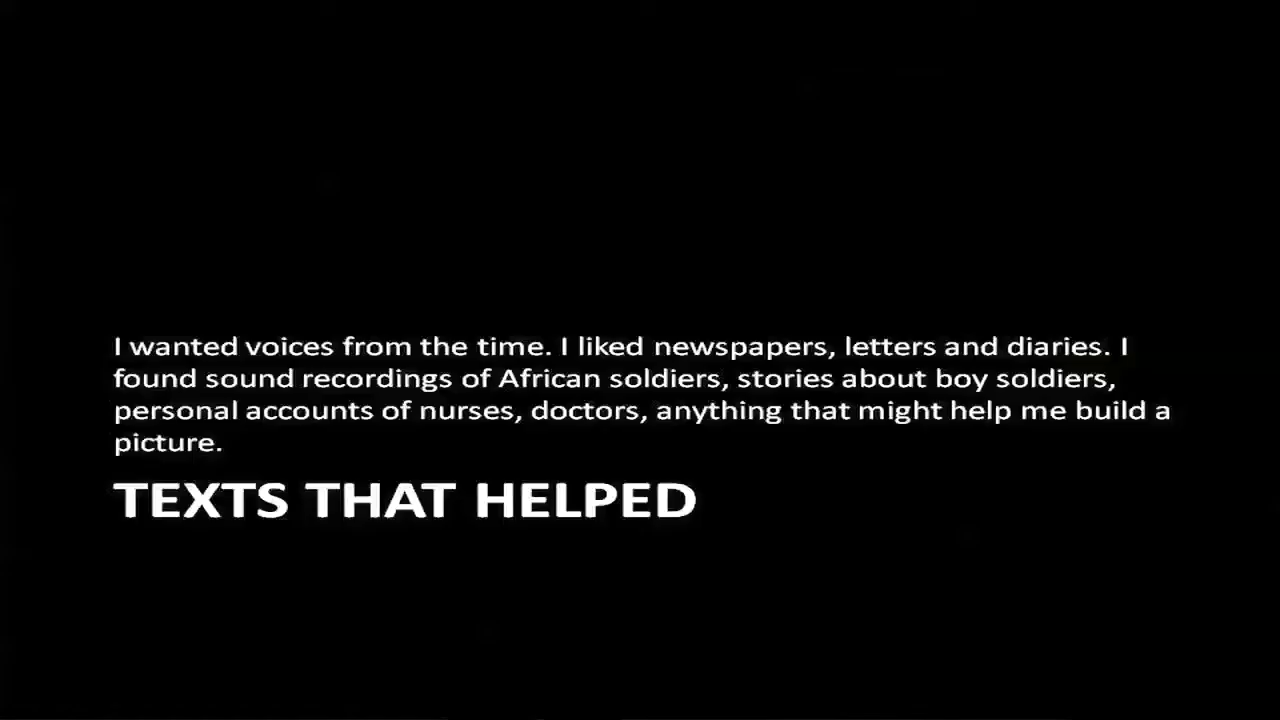 I wanted voices from the time. I liked newspapers, letters and diaries. I
found sound recordings of African soldiers, stories about boy soldiers,
personal accounts of nurses, doctors, anything that might help me build a
picture.
TEXTS THAT HELPED